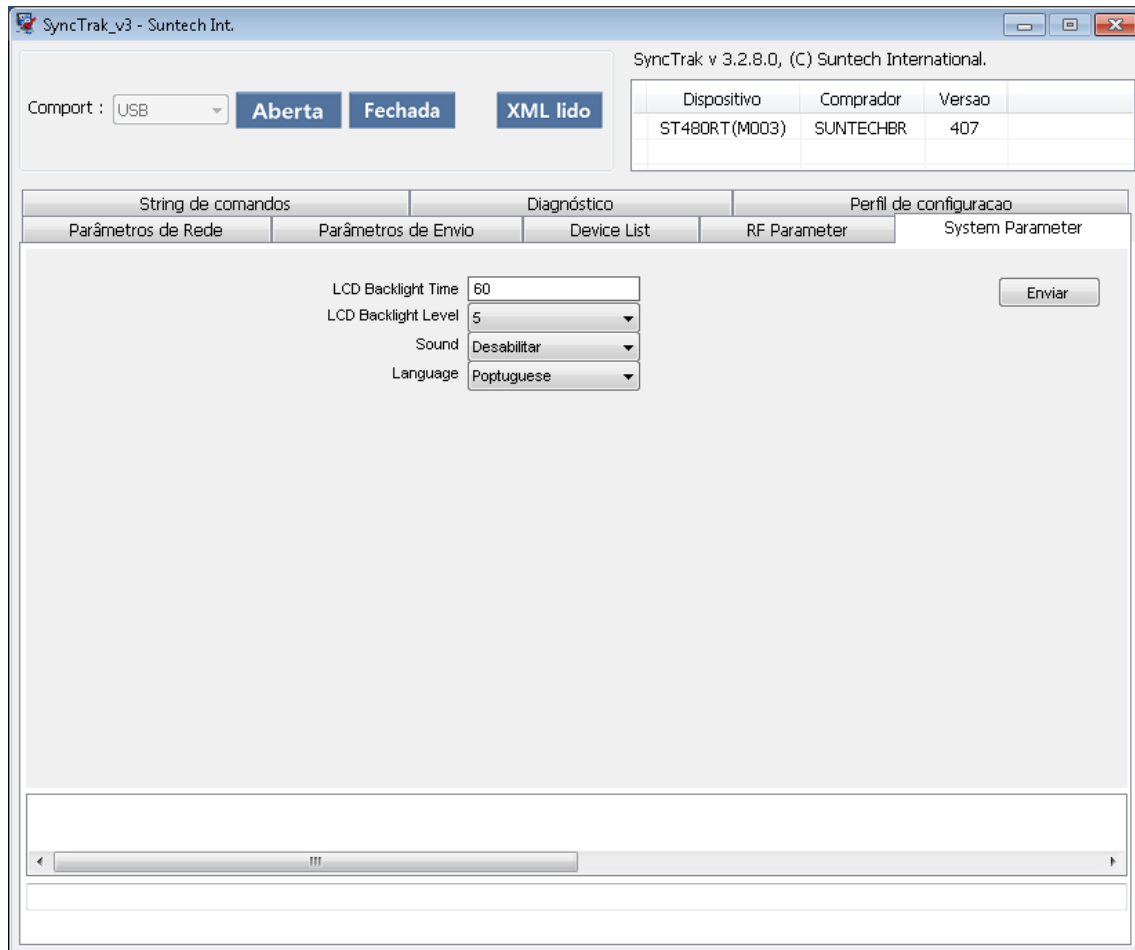 SyncTrak_v3 - Suntech Int.
SyncTrak v 3.2.8.0, (C) Suntech International.
Comport : USB Aberta Fechada XML lido
Dispositivo Comprador Versao
ST480RT(M003) SUNTECHBR 407
String de comandos Diagnóstico Perfil de configuracao
Parâmetros de Rede Parâmetros de Envio Device List RF Parameter System Parameter
LCD Backlight Time 60 Enviar
LCD Backlight Level 5
Sound Desabilitar
Language Poptuguese